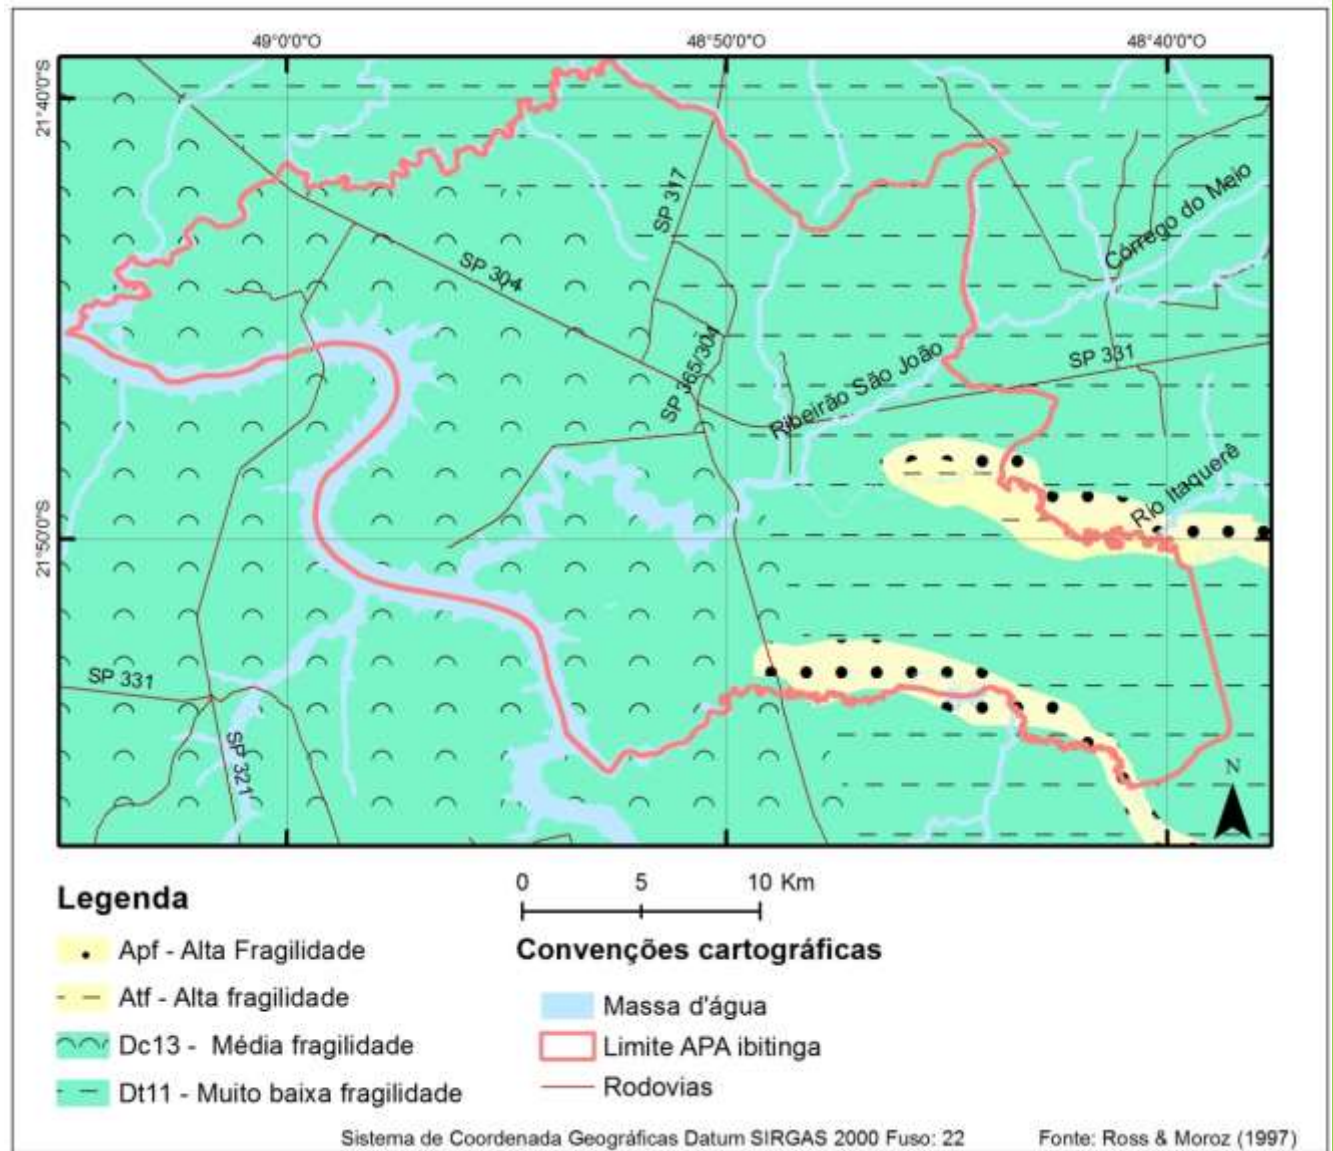 49°0'0"O
48°50'0"O
48°40'0"O
21°40'0"S
21°50'0"S
SP 317
Córrego do Meio
SP 304
SP 365/304
Ribeirão São João
SP 331
Rio Itaquerê
SP 331
SP 321
N
Legenda
Apf - Alta Fragilidade
Atf - Alta fragilidade
Dc13 - Média fragilidade
Dt11 - Muito baixa fragilidade
0 5 10 Km
Convenções cartográficas
Massa d'água
Limite APA ibitinga
Rodovias
Sistema de Coordenada Geográficas Datum SIRGAS 2000 Fuso: 22
Fonte: Ross & Moroz (1997)